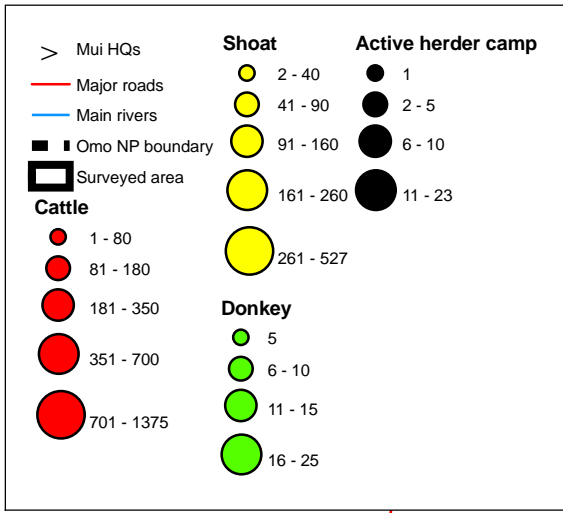 > Mui HQs
Major roads
Main rivers
Omo NP boundary
Surveyed area
Cattle
1 - 80
81 - 180
181 - 350
351 - 700
701 - 1375
Shoat
2 - 40
41 - 90
91 - 160
161 - 260
261 - 527
Donkey
5
6 - 10
11 - 15
16 - 25
Active herder camp
1
2 - 5
6 - 10
11 - 23